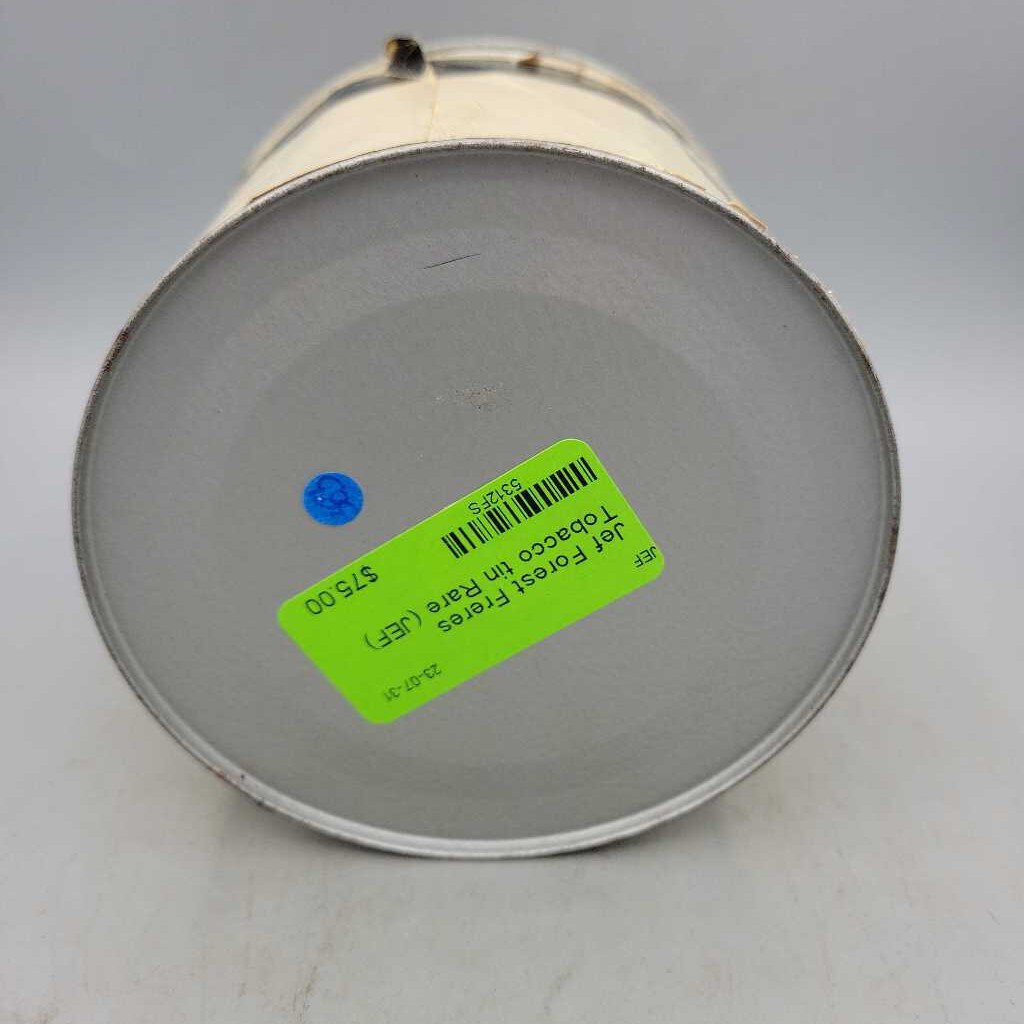 JEF
Jef Forest Freres
Tobacco tin Rare (JEF)
5312FS
$75.00
23-07-31